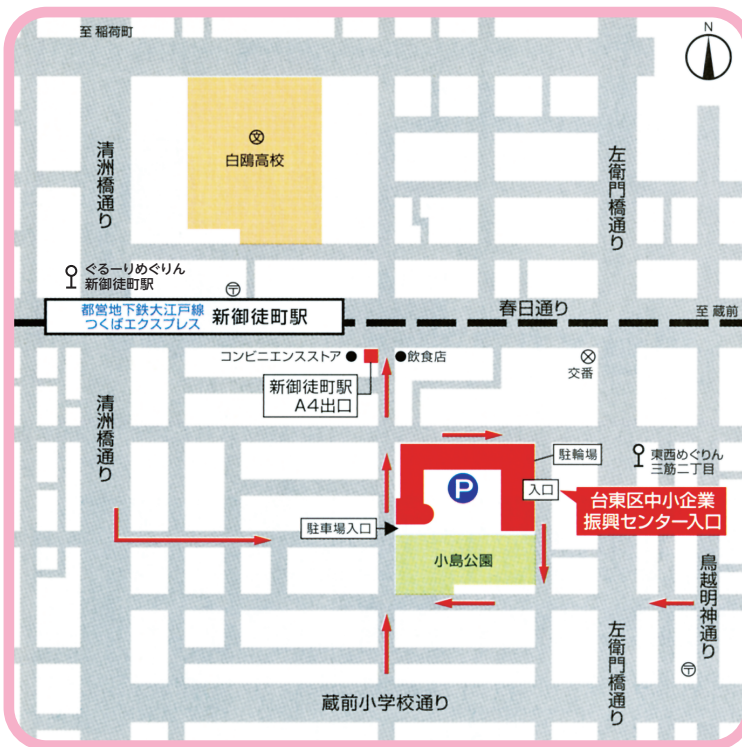 至 稲荷町
N
清洲橋通り
左衛門橋通り
文
白鴎高校
ぐるーりめぐりん
新御徒町駅
〒
都営地下鉄大江戸線
つくばエクスプレス
新御徒町駅
春日通り
至 蔵前
コンビニエンスストア
飲食店
交番
新御徒町駅
A4出口
清洲橋通り
駐輪場
東西めぐりん
三筋二丁目
P
入口
台東区中小企業
振興センター入口
駐車場入口
小島公園
鳥越明神通り
左衛門橋通り
〒
蔵前小学校通り